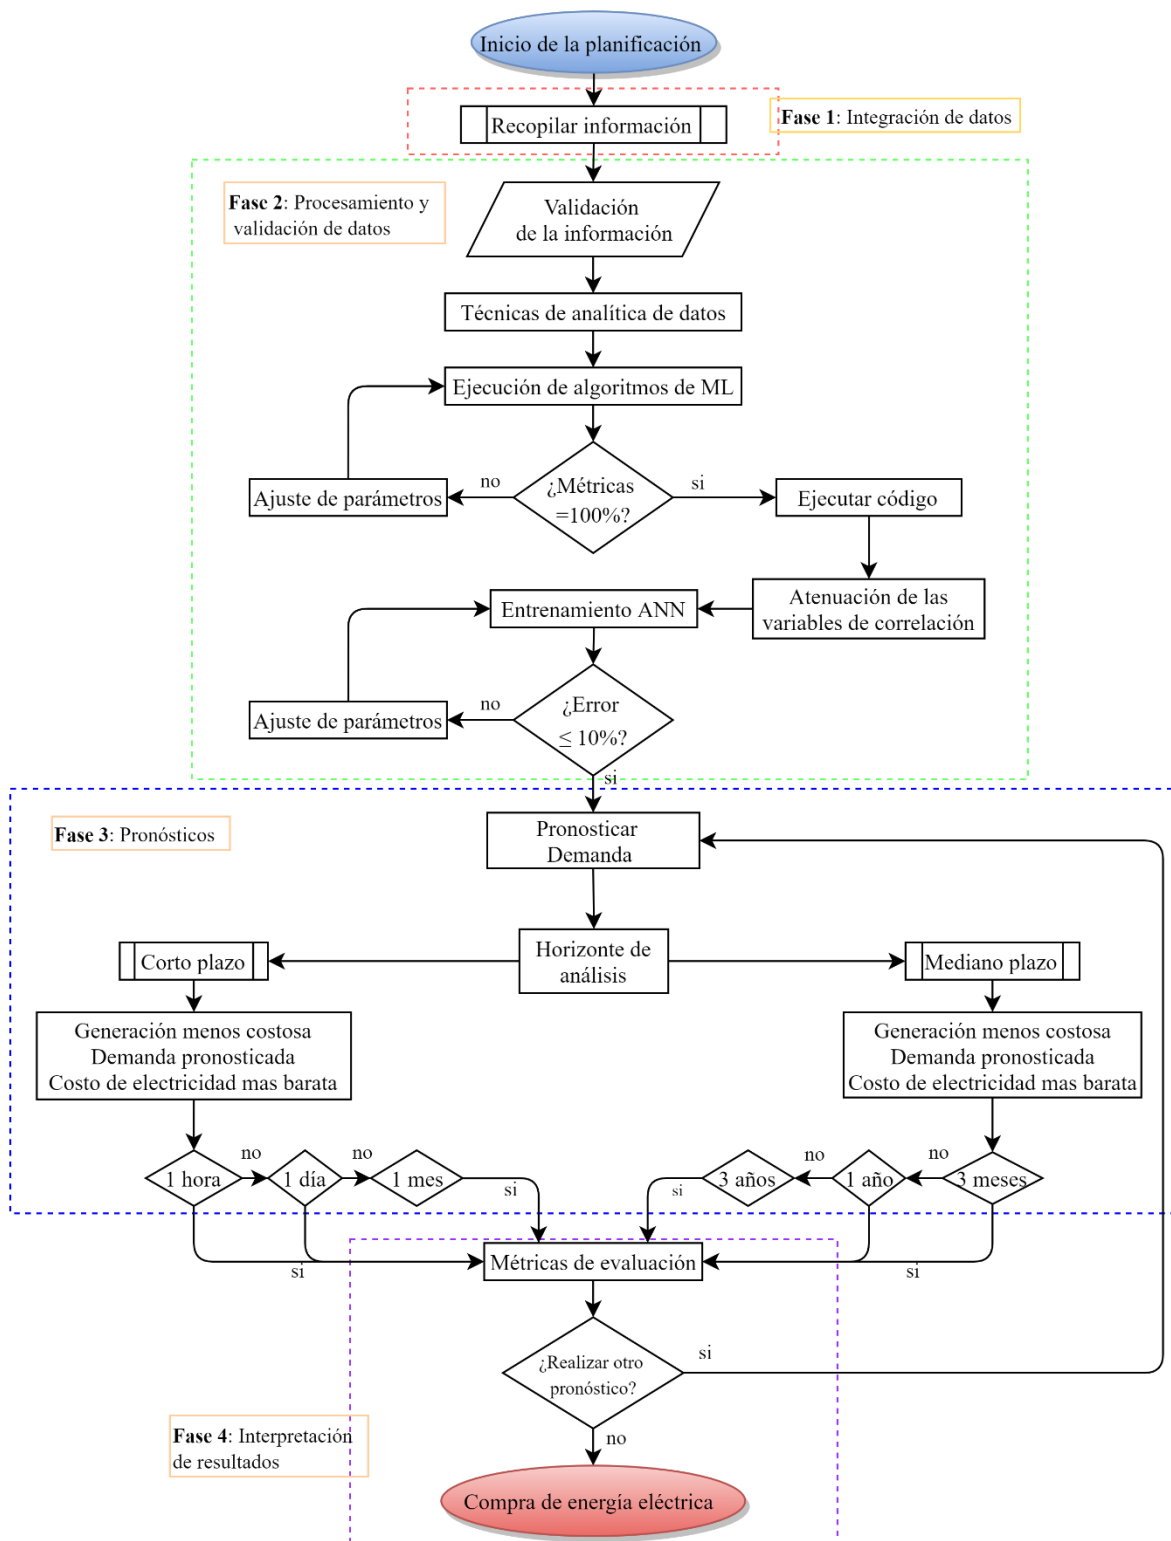 Inicio de la planificación
Recopilar información
Fase 1: Integración de datos
Fase 2: Procesamiento y
validación de datos
Validación
de la información
Técnicas de analítica de datos
Ejecución de algoritmos de ML
Ajuste de parámetros
no
¿Métricas
=100%?
si
Ejecutar código
Atenuación de las
variables de correlación
Entrenamiento ANN
Ajuste de parámetros
no
¿Error
≤ 10%?
si
Fase 3: Pronósticos
Pronosticar
Demanda
Corto plazo
Horizonte de
análisis
Mediano plazo
Generación menos costosa
Demanda pronosticada
Costo de electricidad mas barata
Generación menos costosa
Demanda pronosticada
Costo de electricidad mas barata
1 hora
no
1 día
no
1 mes
si
si
3 años
no
1 año
no
3 meses
si
Métricas de evaluación
si
¿Realizar otro
pronóstico?
si
Fase 4: Interpretación
de resultados
no
Compra de energía eléctrica